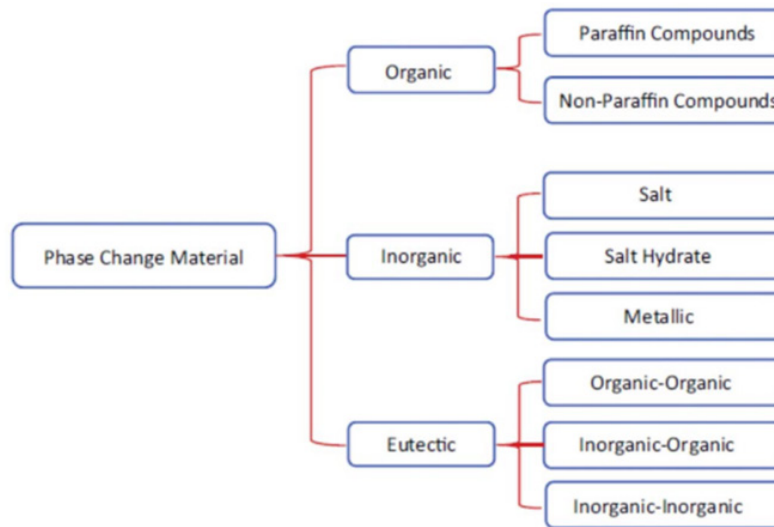 Phase Change Material
Organic
Paraffin Compounds
Non-Paraffin Compounds
Inorganic
Salt
Salt Hydrate
Metallic
Eutectic
Organic-Organic
Inorganic-Organic
Inorganic-Inorganic